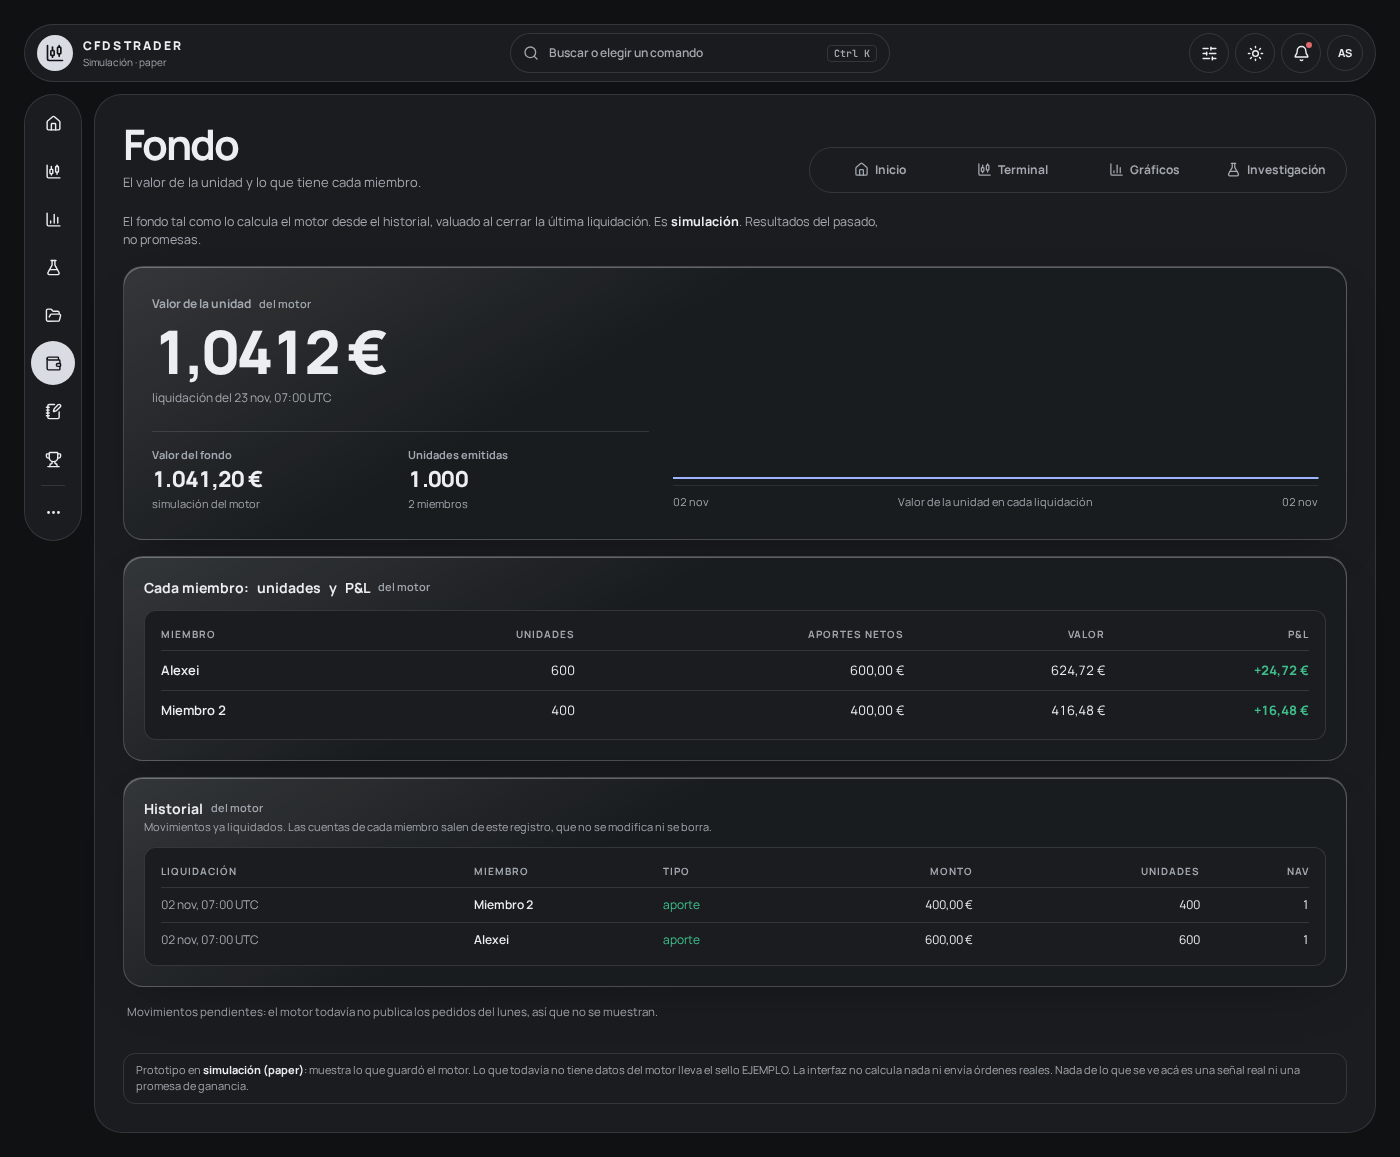 CFDSTRADER
Simulación · paper
Buscar o elegir un comando
Ctrl K
AS
Fondo
El valor de la unidad y lo que tiene cada miembro.
Inicio
Terminal
Gráficos
Investigación
El fondo tal como lo calcula el motor desde el historial, valuado al cerrar la última liquidación. Es simulación. Resultados del pasado,
no promesas.
Valor de la unidad del motor
1,0412 €
liquidación del 23 nov, 07:00 UTC
Valor del fondo
1.041,20 €
simulación del motor
Unidades emitidas
1.000
2 miembros
02 nov
Valor de la unidad en cada liquidación
02 nov
Cada miembro: unidades y P&L del motor
MIEMBRO UNIDADES APORTES NETOS VALOR P&L
Alexei 600 600,00 € 624,72 € +24,72 €
Miembro 2 400 400,00 € 416,48 € +16,48 €
Historial del motor
Movimientos ya liquidados. Las cuentas de cada miembro salen de este registro, que no se modifica ni se borra.
LIQUIDACIÓN MIEMBRO TIPO MONTO UNIDADES NAV
02 nov, 07:00 UTC Miembro 2 aporte 400,00 € 400 1
02 nov, 07:00 UTC Alexei aporte 600,00 € 600 1
Movimientos pendientes: el motor todavía no publica los pedidos del lunes, así que no se muestran.
Prototipo en simulación (paper): muestra lo que guardó el motor. Lo que todavía no tiene datos del motor lleva el sello EJEMPLO. La interfaz no calcula nada ni envía órdenes reales. Nada de lo que se ve acá es una señal real ni una
promesa de ganancia.